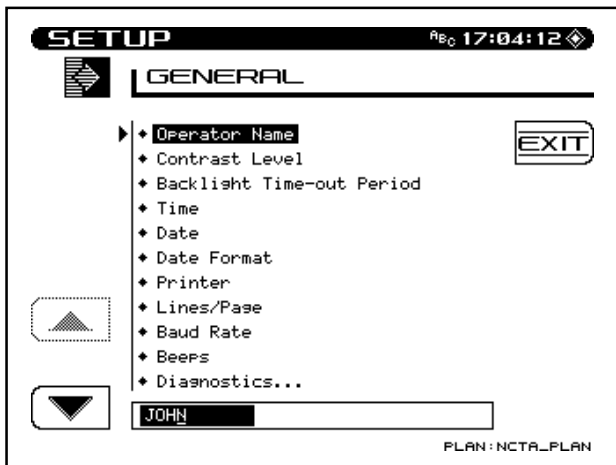 SETUP ABC 17:04:12
GENERAL
Operator Name
EXIT
Contrast Level
Backlight Time-out Period
Time
Date
Date Format
Printer
Lines/Page
Baud Rate
Beeps
Diagnostics...
JOHN
PLAN:NCTA_PLAN